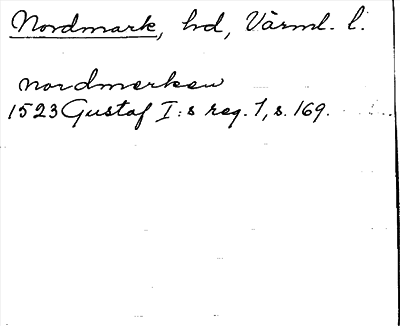 Nordmark, hd, Värml. l.
nordmerken
1523 Gustaf I:s reg. 1, s. 169.